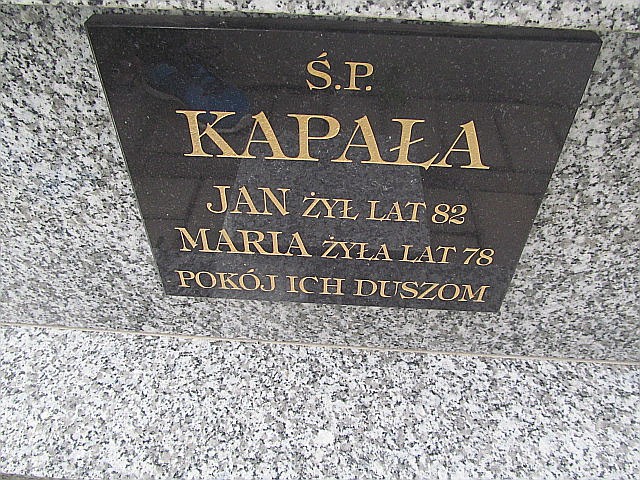 Ś.P.
KAPAŁA
JAN ŻYŁ LAT 82
MARIA ŻYŁA LAT 78
POKÓJ ICH DUSZOM